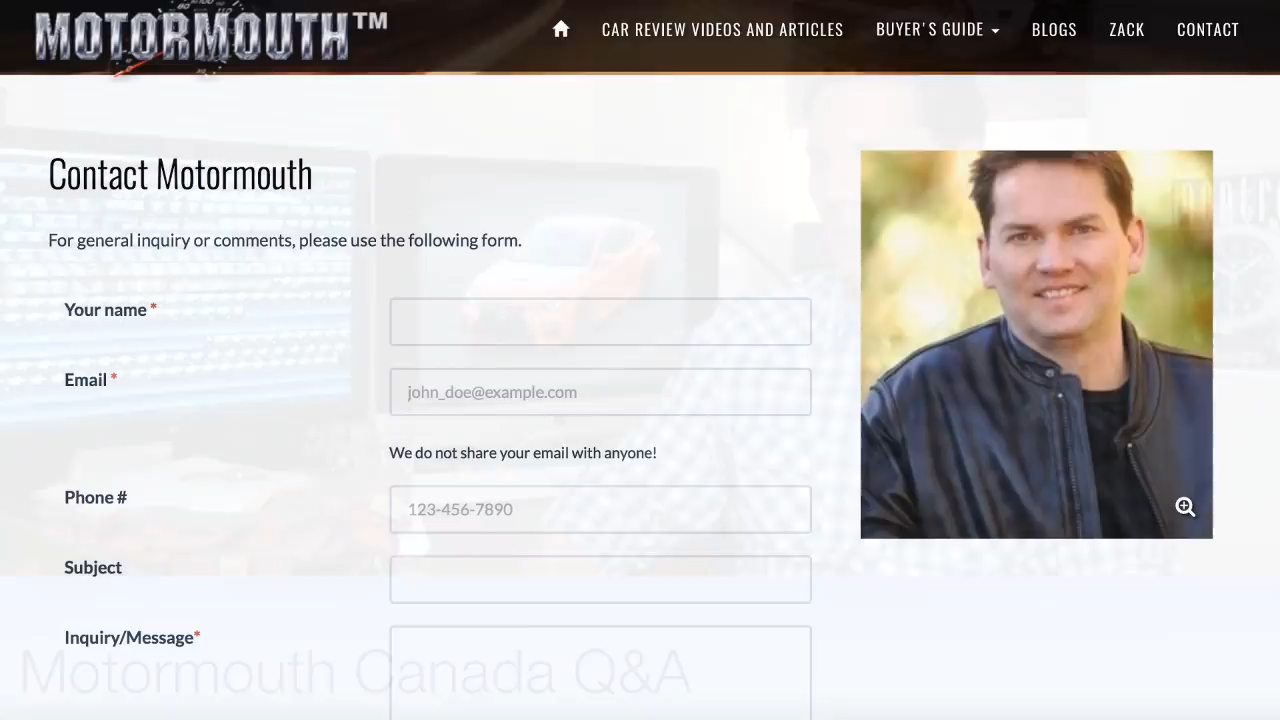 MOTORMOUTH™
CAR REVIEW VIDEOS AND ARTICLES
BUYER'S GUIDE
BLOGS
ZACK
CONTACT
Contact Motormouth
For general inquiry or comments, please use the following form.
Your name *
Email *
john_doe@example.com
We do not share your email with anyone!
Phone #
123-456-7890
Subject
Inquiry/Message*
Motormouth Canada Q&A